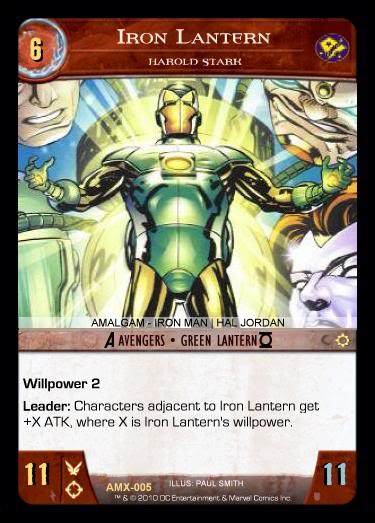 6
IRON LANTERN
HAROLD STARK
AMALGAM - IRON MAN | HAL JORDAN
AVENGERS • GREEN LANTERN
Willpower 2
Leader: Characters adjacent to Iron Lantern get
+X ATK, where X is Iron Lantern's willpower.
11
AMX-005
ILLUS: PAUL SMITH
™ & © 2010 DC Entertainment & Marvel Comics Inc.
11